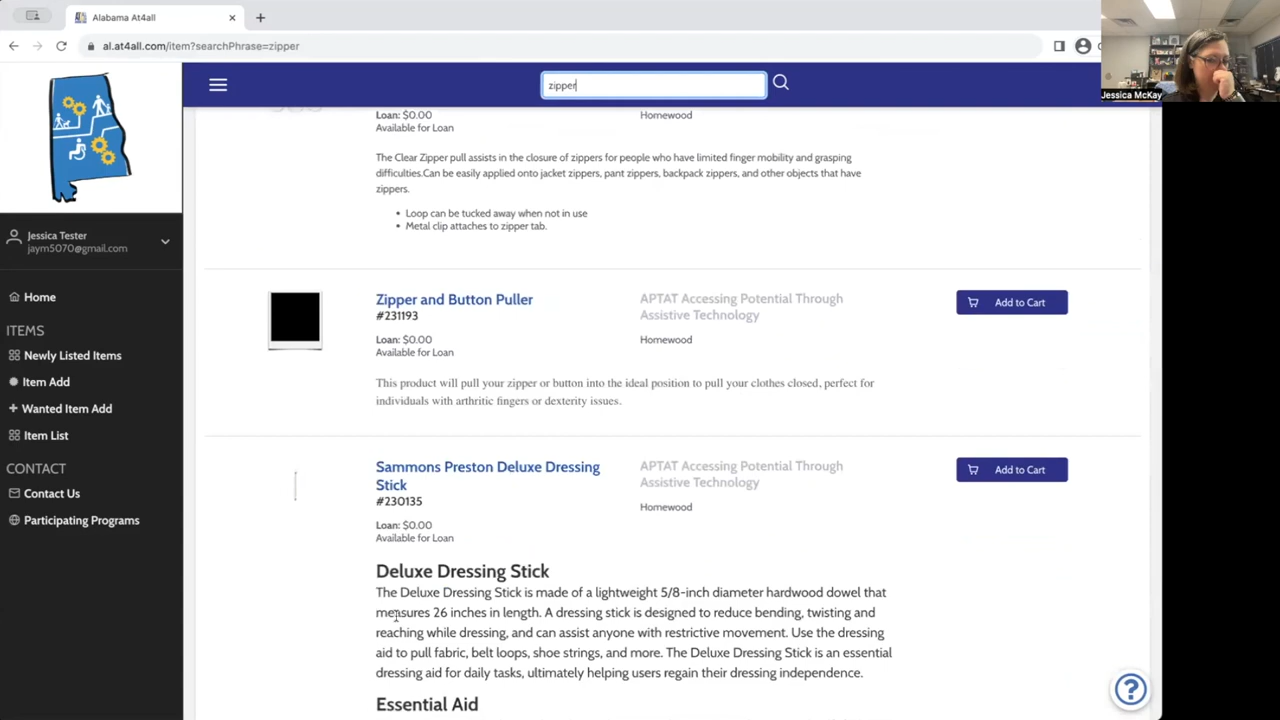 Alabama At4all
al.at4all.com/item?searchPhrase=zipper
Jessica McKay
zipper
Jessica Tester
jaym5070@gmail.com
Home
ITEMS
Newly Listed Items
Item Add
Wanted Item Add
Item List
CONTACT
Contact Us
Participating Programs
Loan: $0.00
Available for Loan
Homewood
The Clear Zipper pull assists in the closure of zippers for people who have limited finger mobility and grasping
difficulties.Can be easily applied onto jacket zippers, pant zippers, backpack zippers, and other objects that have
zippers.
• Loop can be tucked away when not in use
• Metal clip attaches to zipper tab.
Zipper and Button Puller
#231193
Loan: $0.00
Available for Loan
APTAT Accessing Potential Through
Assistive Technology
Homewood
Add to Cart
This product will pull your zipper or button into the ideal position to pull your clothes closed, perfect for
individuals with arthritic fingers or dexterity issues.
Sammons Preston Deluxe Dressing
Stick
#230135
Loan: $0.00
Available for Loan
APTAT Accessing Potential Through
Assistive Technology
Homewood
Add to Cart
Deluxe Dressing Stick
The Deluxe Dressing Stick is made of a lightweight 5/8-inch diameter hardwood dowel that
measures 26 inches in length. A dressing stick is designed to reduce bending, twisting and
reaching while dressing, and can assist anyone with restrictive movement. Use the dressing
aid to pull fabric, belt loops, shoe strings, and more. The Deluxe Dressing Stick is an essential
dressing aid for daily tasks, ultimately helping users regain their dressing independence.
Essential Aid
?